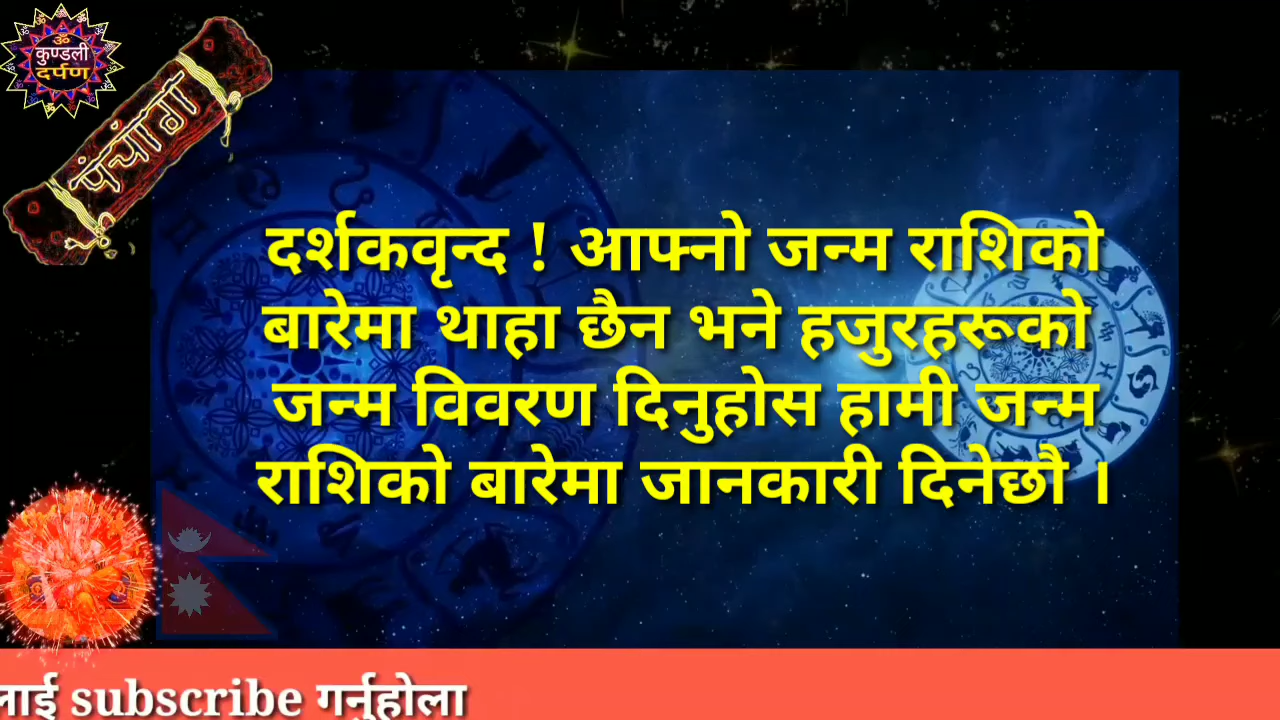 ॐ
कुण्डली
दर्पण
पंचांग
दर्शकवृन्द ! आफ्नो जन्म राशिको
बारेमा थाहा छैन भने हजुरहरूको
जन्म विवरण दिनुहोस हामी जन्म
राशिको बारेमा जानकारी दिनेछौ ।
लाई subscribe गर्नुहोला